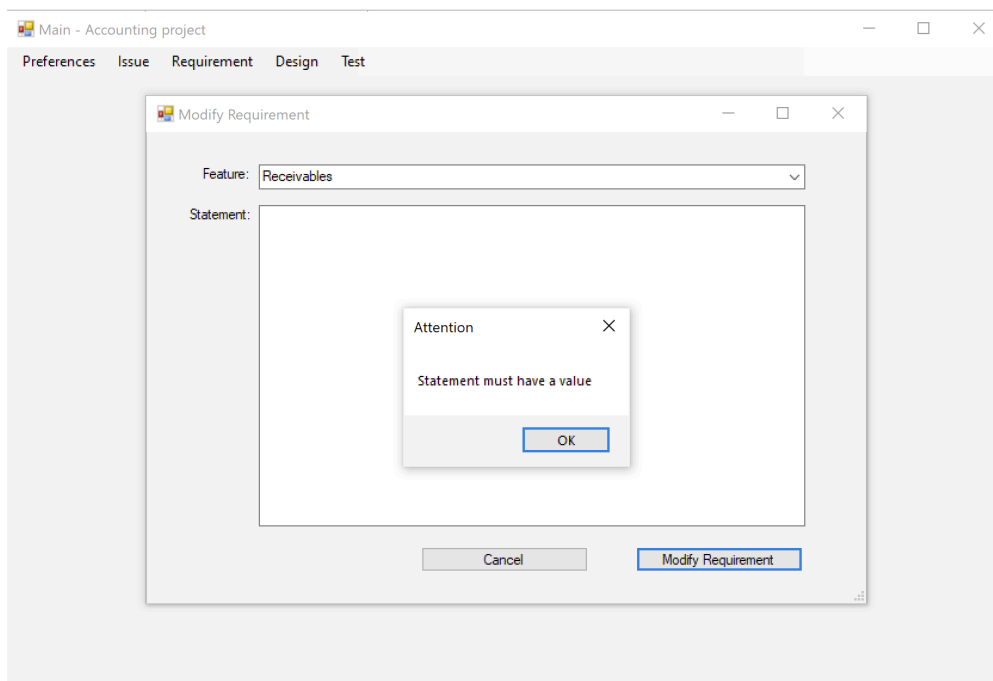 Main - Accounting project
Preferences Issue Requirement Design Test
Modify Requirement
Feature: Receivables
Statement:
Attention
Statement must have a value
OK
Cancel Modify Requirement